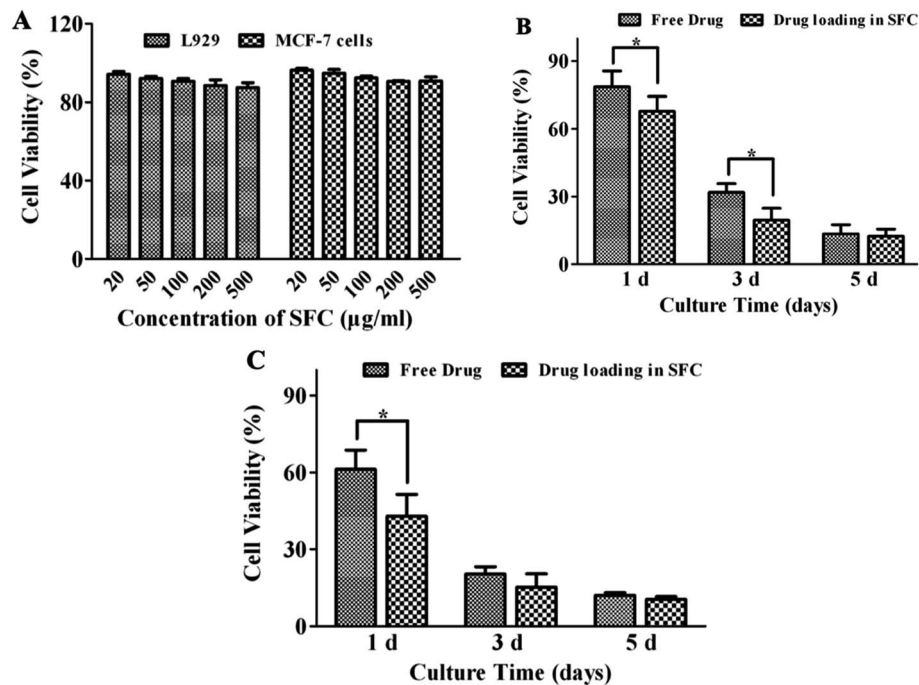 A
L929 MCF-7 cells
Cell Viability (%)
120
80
40
0
20 50 100 200 500 20 50 100 200 500
Concentration of SFC (µg/ml)
B
Free Drug Drug loading in SFC
Cell Viability (%)
90
60
30
0
* *
1 d 3 d 5 d
Culture Time (days)
C
Free Drug Drug loading in SFC
Cell Viability (%)
90
60
30
0
*
1 d 3 d 5 d
Culture Time (days)